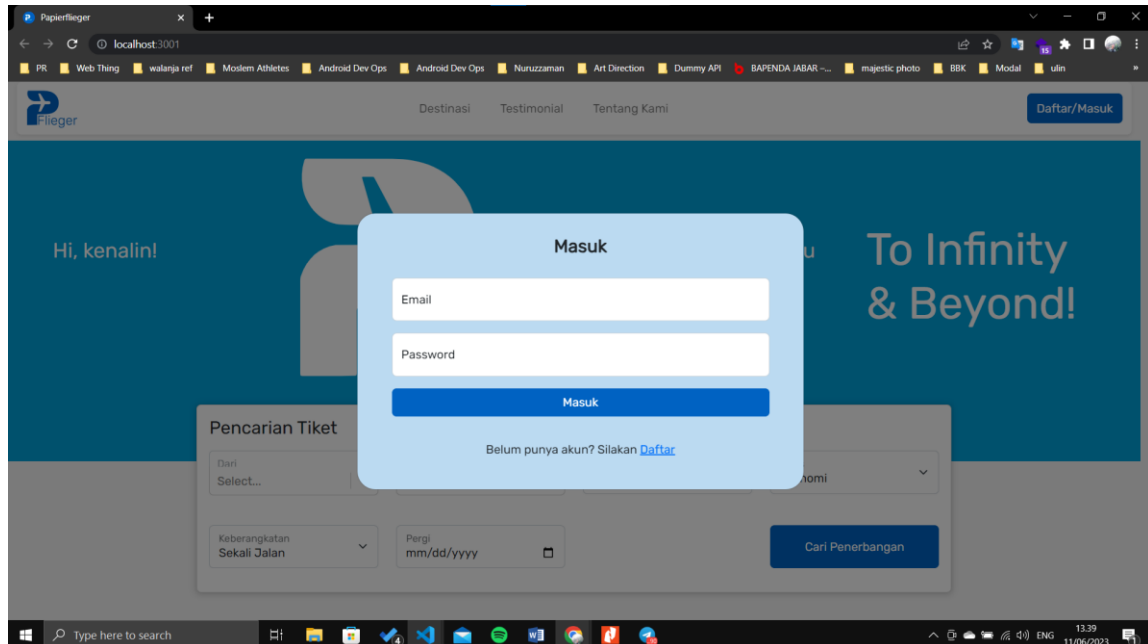 Papierflieger
localhost:3001
15
PR Web Thing walanja ref Moslem Athletes Android Dev Ops Android Dev Ops Nuruzzaman Art Direction Dummy API BAPENDA JABAR –... majestic photo BBK Modal ulin »
Flieger
Destinasi Testimonial Tentang Kami
Daftar/Masuk
Hi, kenalin!
u
To Infinity
& Beyond!
Masuk
Email
Password
Masuk
Belum punya akun? Silakan Daftar
Pencarian Tiket
Dari
Select...
nomi
Keberangkatan
Sekali Jalan
Pergi
mm/dd/yyyy
Cari Penerbangan
Type here to search
ENG
13.39
11/06/2023